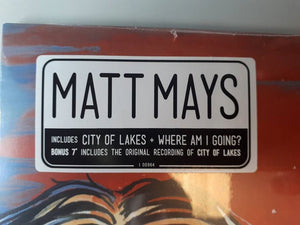 MATT MAYS
INCLUDES CITY OF LAKES + WHERE AM I GOING?
BONUS 7" INCLUDES THE ORIGINAL RECORDING OF CITY OF LAKES